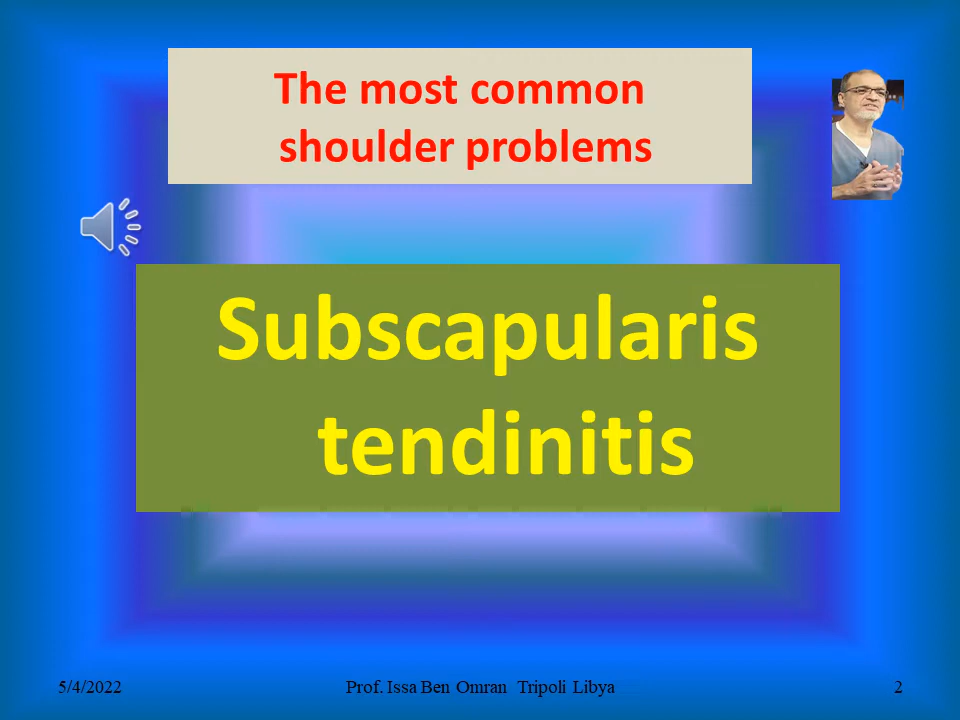 The most common
shoulder problems
Subscapularis
tendinitis
5/4/2022
Prof. Issa Ben Omran Tripoli Libya
2